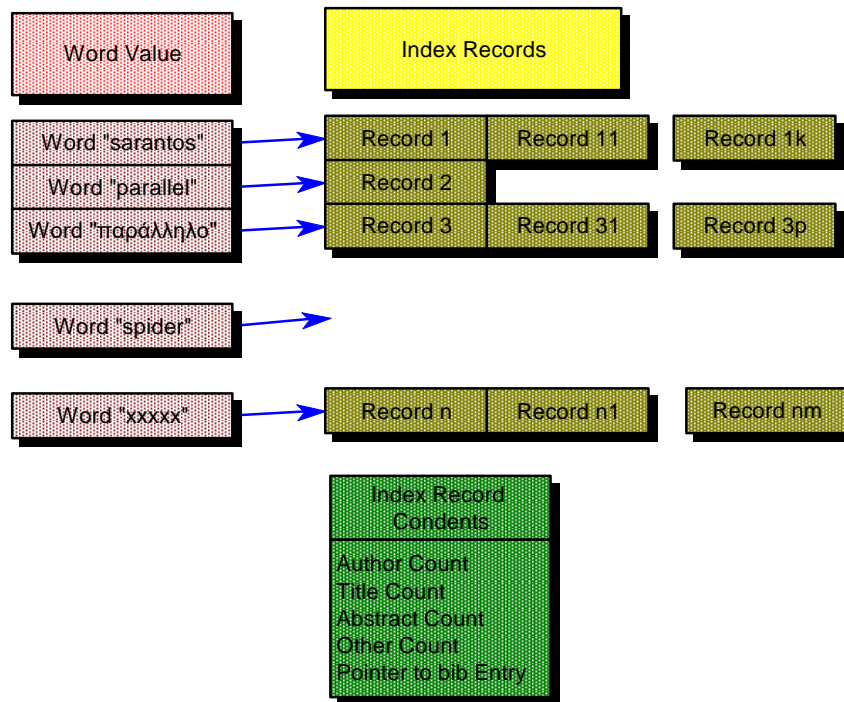 Word Value
Index Records
Word "sarantos"
Record 1
Record 11
Record 1k
Word "parallel"
Record 2
Word "παράλληλο"
Record 3
Record 31
Record 3p
Word "spider"
Word "xxxxx"
Record n
Record n1
Record nm
Index Record
Condents
Author Count
Title Count
Abstract Count
Other Count
Pointer to bib Entry